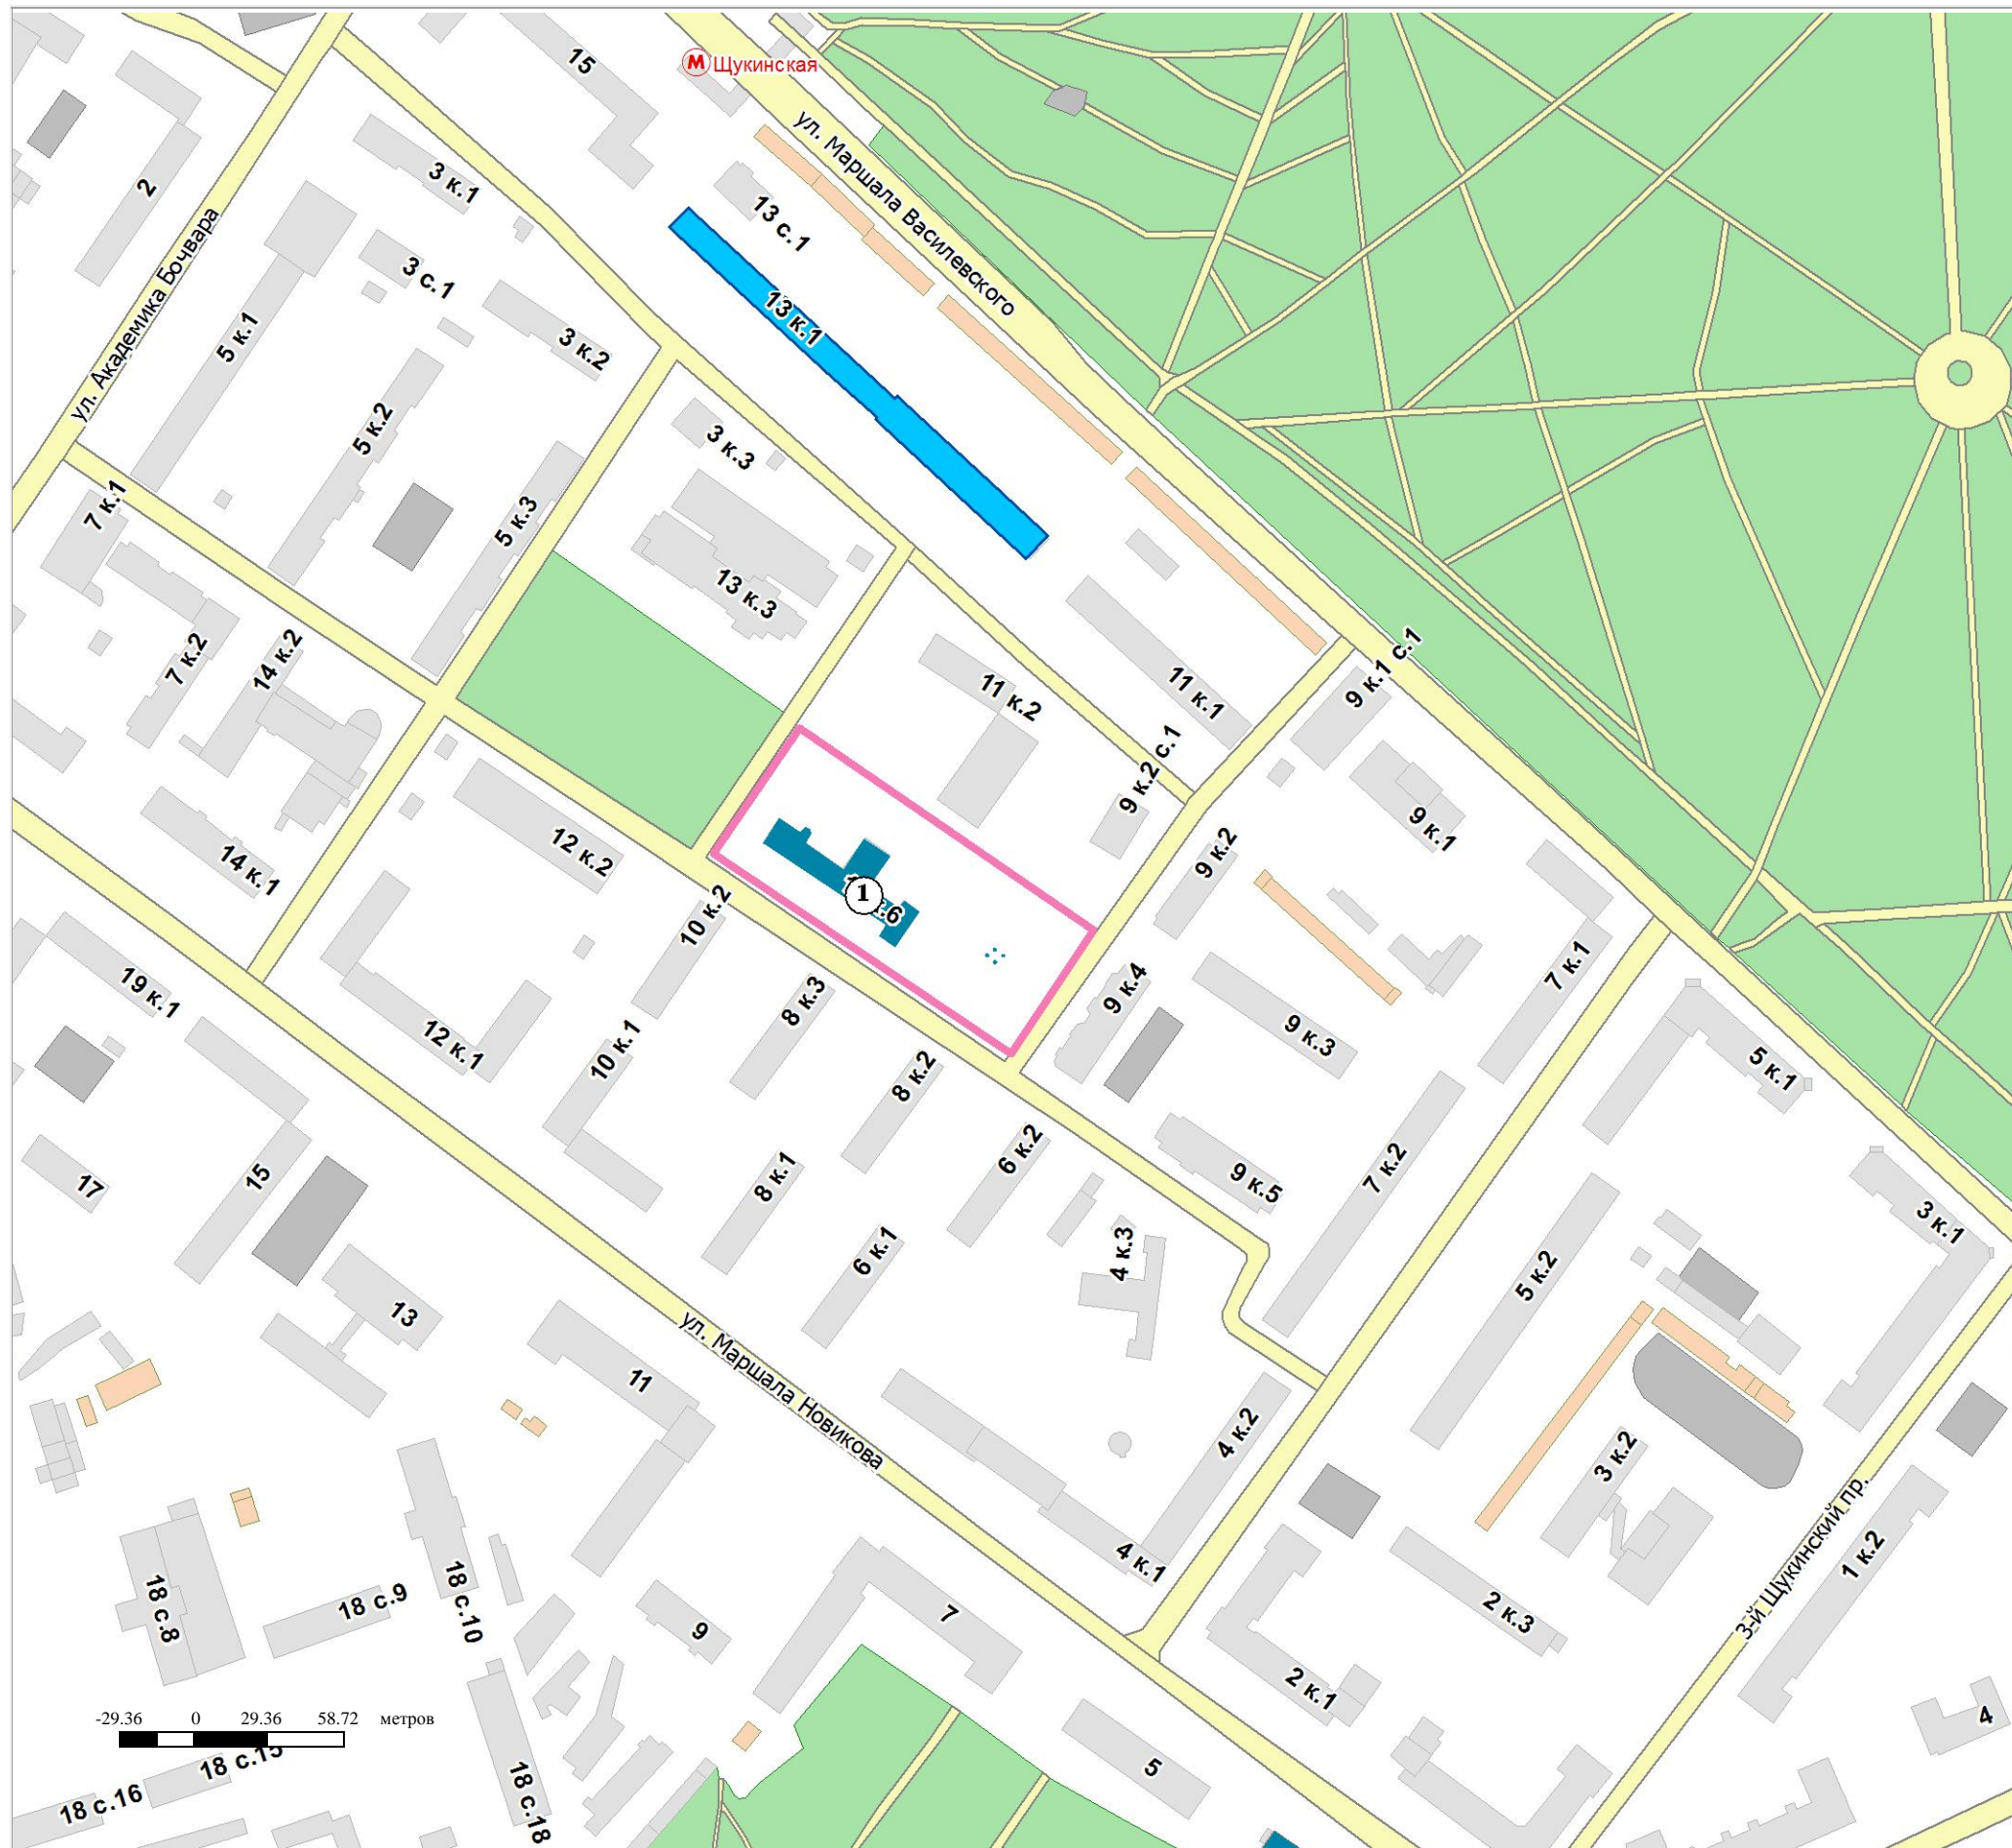 15
М Щукинская
ул. Маршала Василевского
3 к.1
2
13 с.1
ул. Академика Бочвара
3 с.1
13 к.1
5 к.1
3 к.2
5 к.2
3 к.3
7 к.1
5 к.3
13 к.3
7 к.2
14 к.2
11 к.2
11 к.1
9 к.1 с.1
9 к.2 с.1
9 к.1
12 к.2
14 к.1
9 к.2
1
к.6
10 к.2
7 к.1
19 к.1
8 к.3
9 к.4
12 к.1
10 к.1
9 к.3
8 к.2
5 к.1
17
15
8 к.1
6 к.2
9 к.5
7 к.2
3 к.1
6 к.1
4 к.3
5 к.2
13
ул. Маршала Новикова
11
4 к.2
3 к.2
3-й Щукинский пр.
1 к.2
4 к.1
18 с.8
18 с.9
18 с.10
9
7
2 к.3
2 к.1
-29.36 0 29.36 58.72 метров
4
18 с.15
5
18 с.16
18 с.18